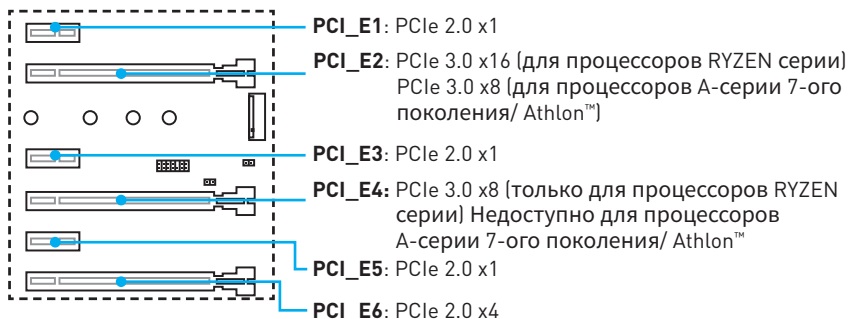 PCI_E1: PCIe 2.0 x1
PCI_E2: PCIe 3.0 x16 (для процессоров RYZEN серии)
PCIe 3.0 x8 (для процессоров A-серии 7-ого
поколения/ Athlon™)
PCI_E3: PCIe 2.0 x1
PCI_E4: PCIe 3.0 x8 (только для процессоров RYZEN
серии) Недоступно для процессоров
A-серии 7-ого поколения/ Athlon™
PCI_E5: PCIe 2.0 x1
PCI_E6: PCIe 2.0 x4